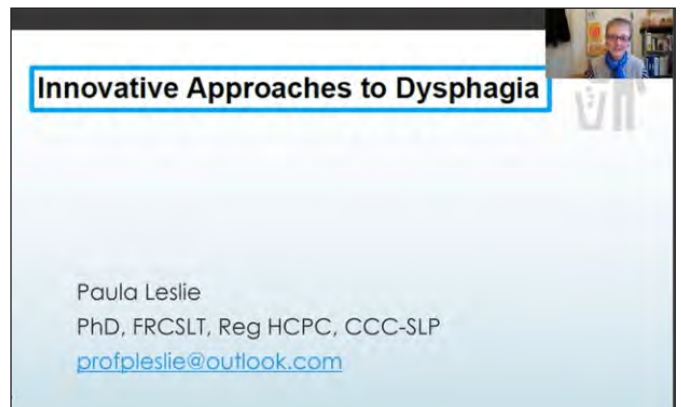 Innovative Approaches to Dysphagia
Paula Leslie
PhD, FRCSLT, Reg HCPC, CCC-SLP
profpleslie@outlook.com